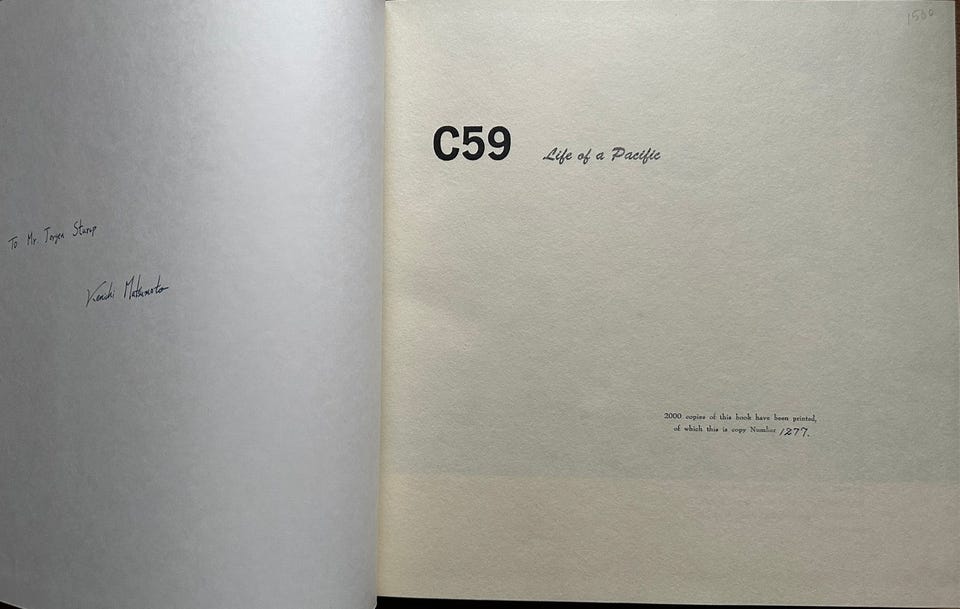 To Mr. Torgen Sturup
Kenichi Matsumoto
1500
C59 Life of a Pacific
2000 copies of this book have been printed,
of which this is copy Number 1277.